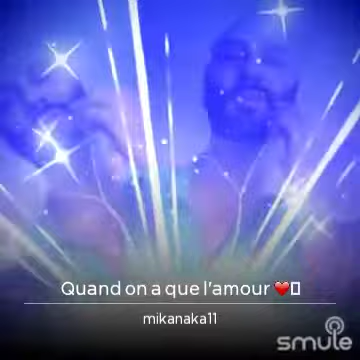 Quand on a que l'amour ❤️
mikanaka11
smule